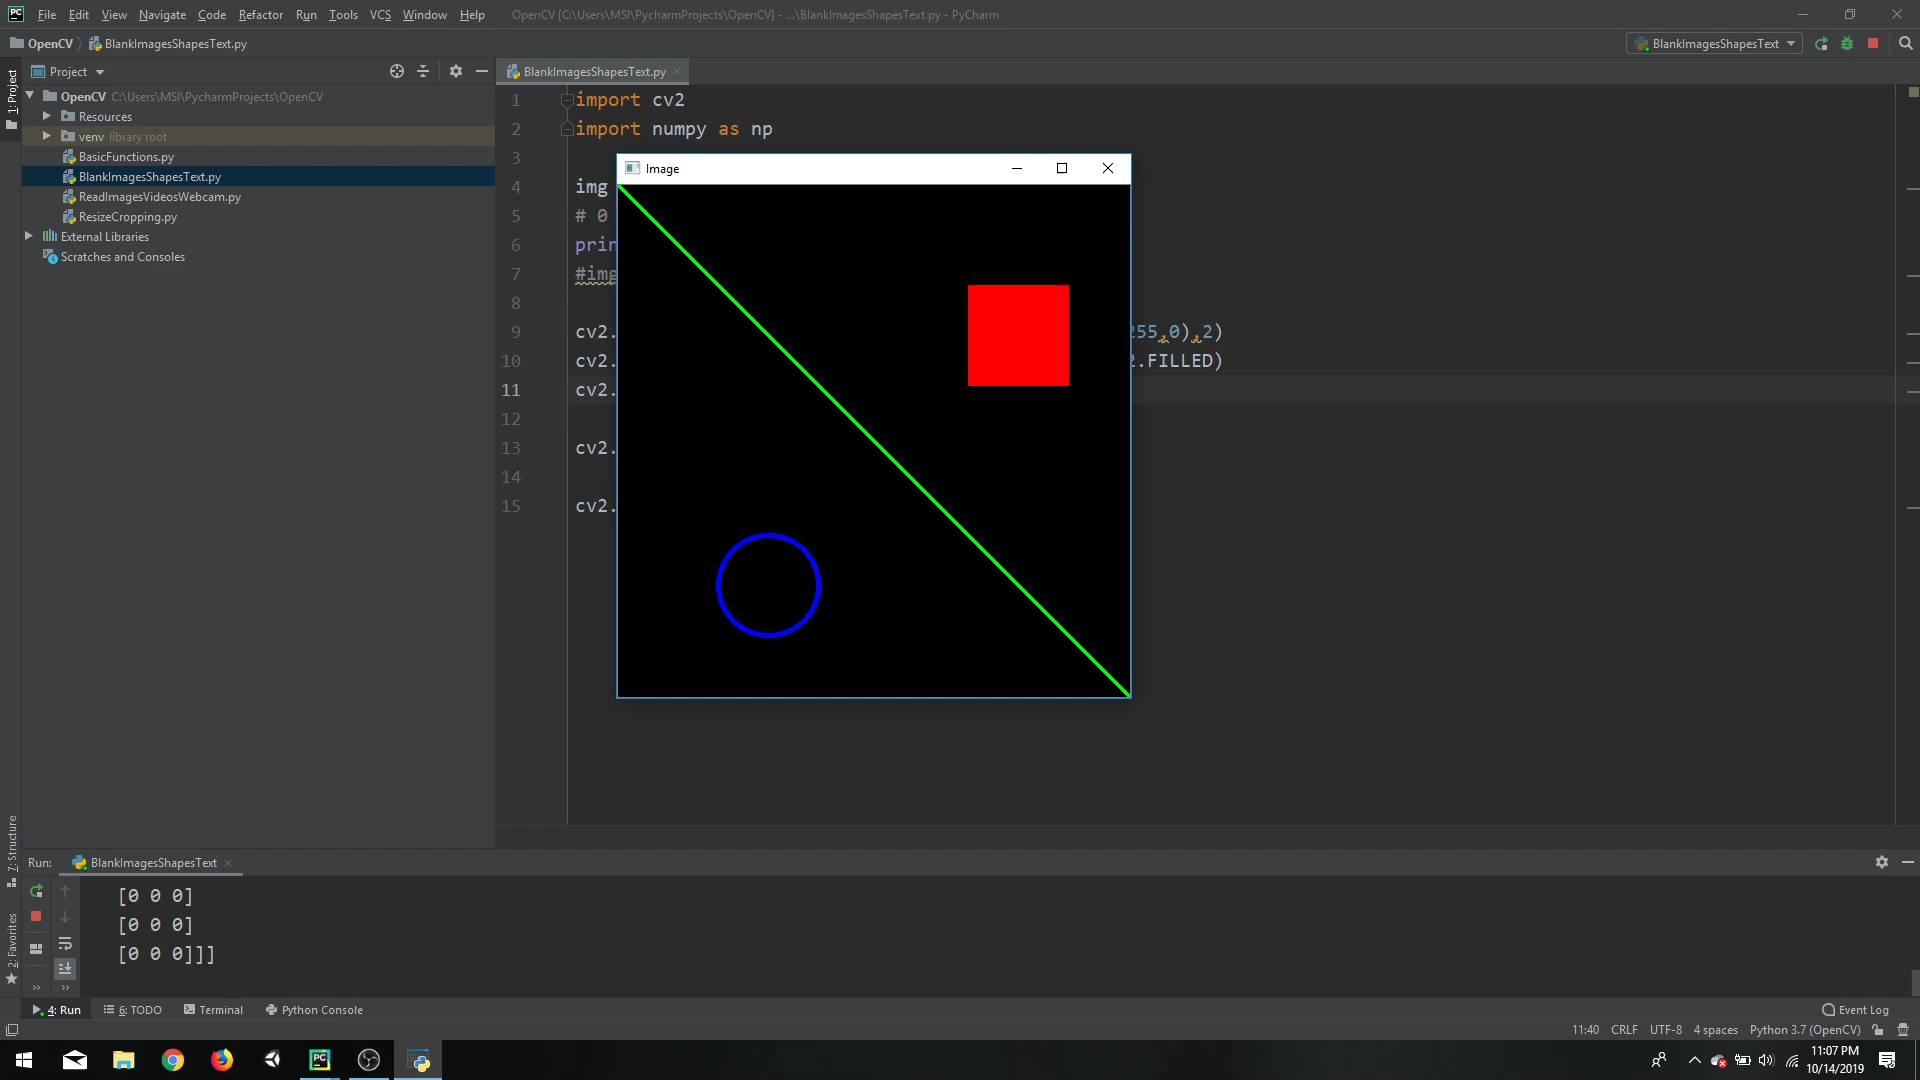 PC File Edit View Navigate Code Refactor Run Tools VCS Window Help OpenCV [C:\Users\MSI\PycharmProjects\OpenCV] - ...\BlankImagesShapesText.py - PyCharm
OpenCV BlankImagesShapesText.py BlankImagesShapesText
1: Project
Project
BlankImagesShapesText.py
OpenCV C:\Users\MSI\PycharmProjects\OpenCV
Resources
venv library root
BasicFunctions.py
BlankImagesShapesText.py
ReadImagesVideosWebcam.py
ResizeCropping.py
External Libraries
Scratches and Consoles
1 import cv2
2 import numpy as np
3
Image
4 img
5 # 0
6 prin
7 #img
8
9 cv2. 255,0),2)
10 cv2. .FILLED)
11 cv2.
12
13 cv2.
14
15 cv2.
7: Structure
2: Favorites
Run: BlankImagesShapesText
[0 0 0]
[0 0 0]
[0 0 0]]]
4: Run 6: TODO Terminal Python Console Event Log
11:40 CRLF UTF-8 4 spaces Python 3.7 (OpenCV)
PC
11:07 PM
10/14/2019